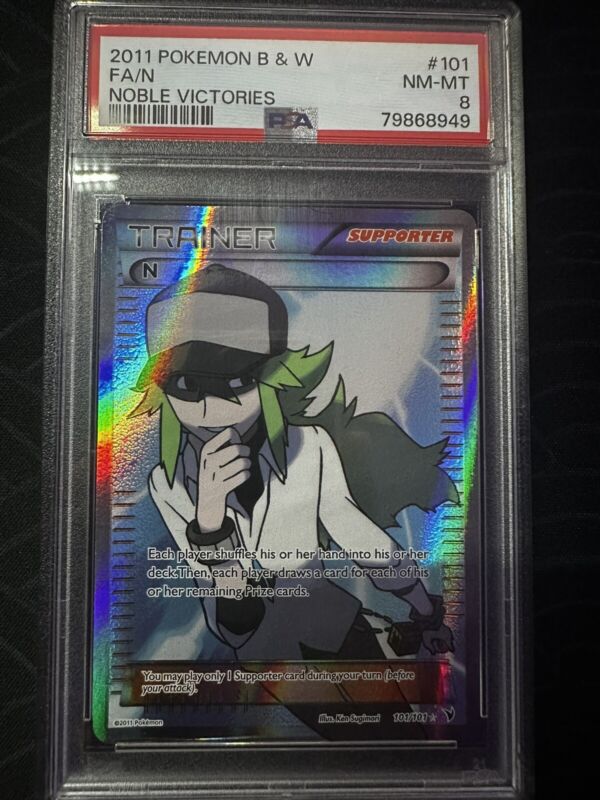 2011 POKEMON B & W #101
FA/N NM-MT
NOBLE VICTORIES 8
PSA 79868949
TRAINER SUPPORTER
N
Each player shuffles his or her hand into his or her
deck. Then, each player draws a card for each of his
or her remaining Prize cards.
You may play only 1 Supporter card during your turn (before
your attack).
©2011 Pokémon Illus. Ken Sugimori 101/101